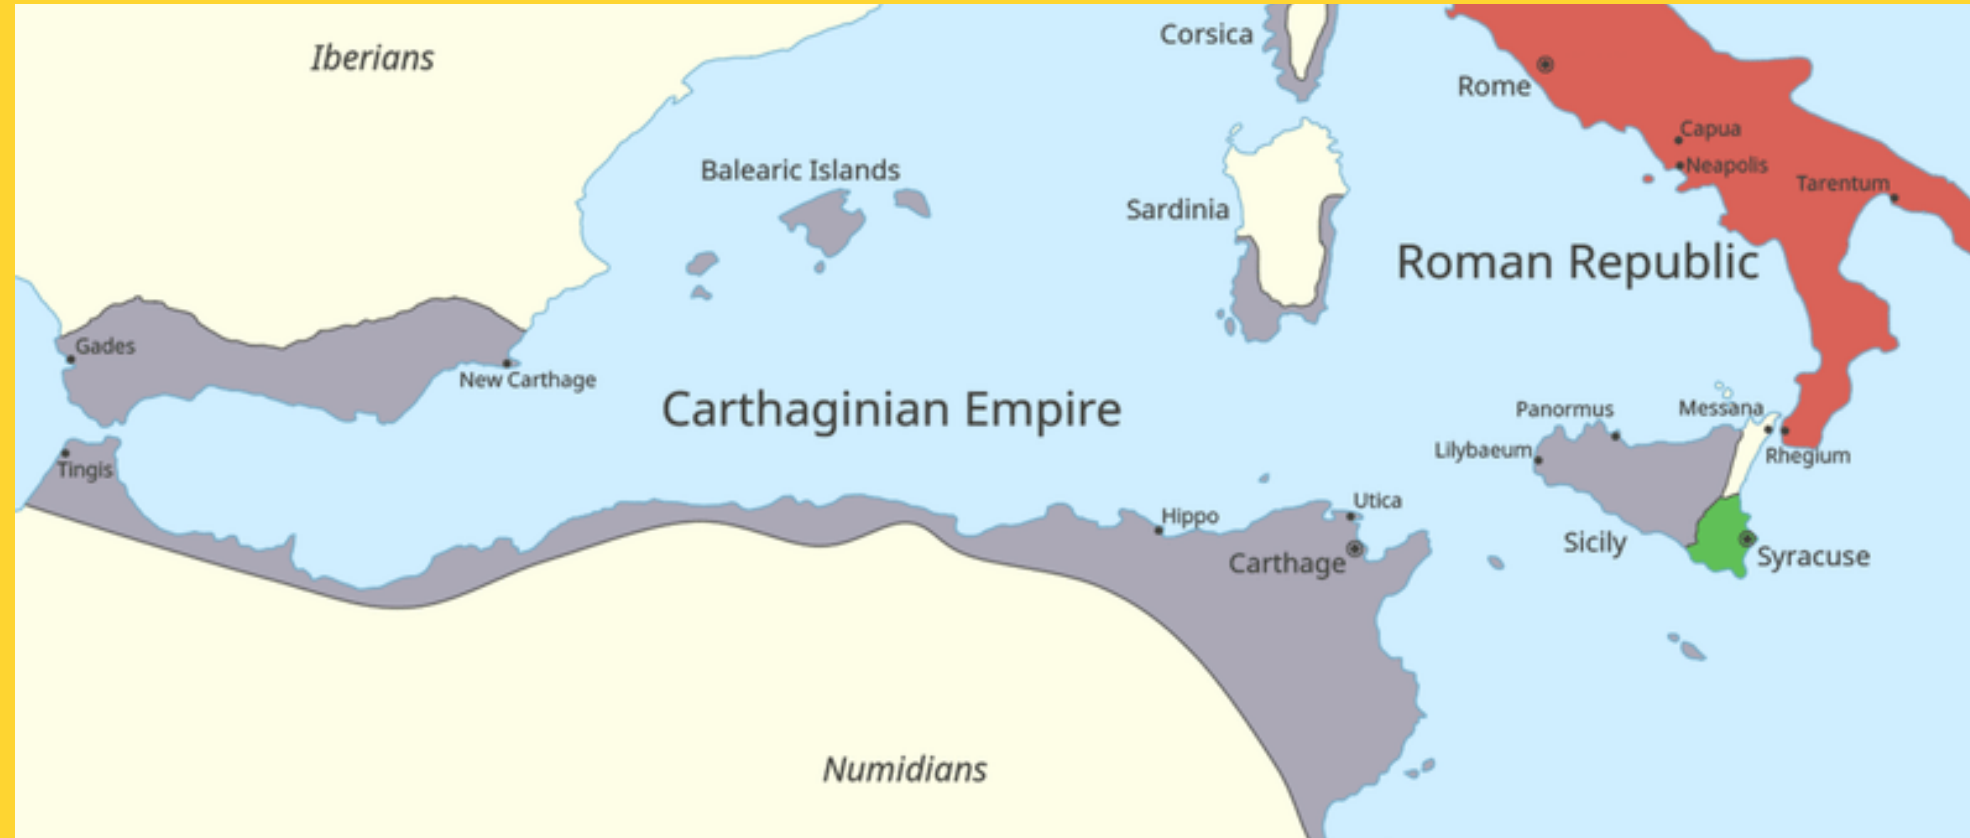 Corsica
Iberians
Rome
Capua
Neapolis
Balearic Islands
Tarentum
Sardinia
Roman Republic
Gades
New Carthage
Carthaginian Empire
Panormus
Messana
Lilybaeum
Rhegium
Tingis
Utica
Hippo
Sicily
Syracuse
Carthage
Numidians